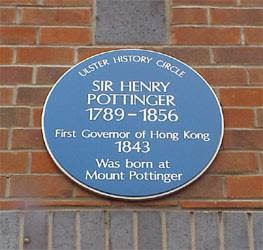 ULSTER HISTORY CIRCLE
SIR HENRY
POTTINGER
1789-1856
First Governor of Hong Kong
1843
Was born at
Mount Pottinger